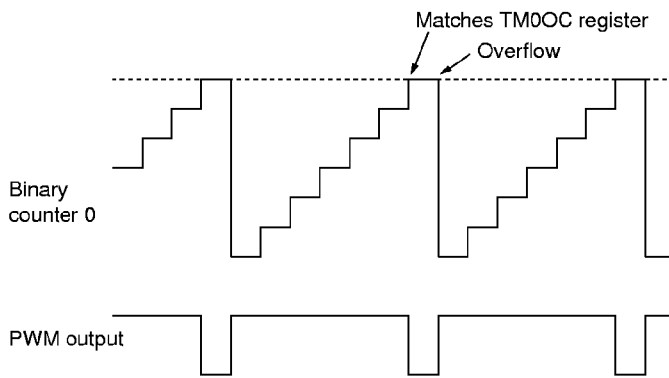 Matches TM0OC register
Overflow
Binary
counter 0
PWM output